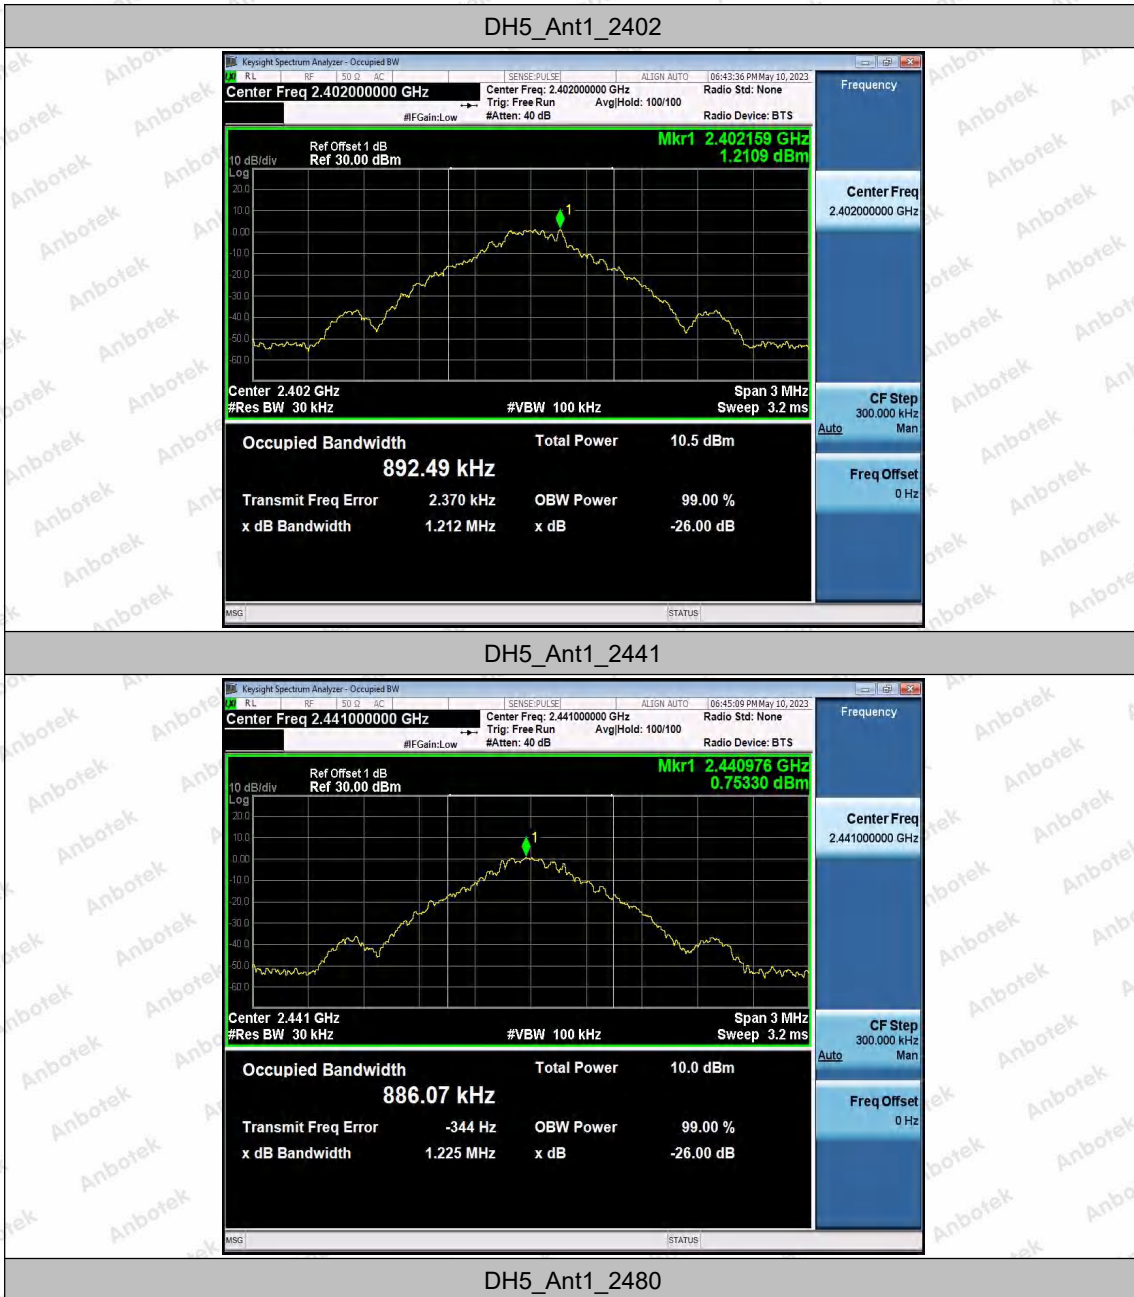 DH5_Ant1_2402
Keysight Spectrum Analyzer - Occupied BW
LXI RL RF 50 Ω AC SENSE:PULSE ALIGN AUTO 06:43:36 PM May 10, 2023
Center Freq 2.402000000 GHz
Center Freq: 2.402000000 GHz Radio Std: None
Trig: Free Run Avg|Hold: 100/100
#IFGain:Low #Atten: 40 dB Radio Device: BTS
Frequency
Mkr1 2.402159 GHz
1.2109 dBm
Ref Offset 1 dB
10 dB/div Ref 30.00 dBm
Log
20.0
10.0
0.00
-10.0
-20.0
-30.0
-40.0
-50.0
-60.0
1
Center 2.402 GHz Span 3 MHz
#Res BW 30 kHz #VBW 100 kHz Sweep 3.2 ms
Center Freq
2.402000000 GHz
CF Step
300.000 kHz
Auto Man
Freq Offset
0 Hz
Occupied Bandwidth Total Power 10.5 dBm
892.49 kHz
Transmit Freq Error 2.370 kHz OBW Power 99.00 %
x dB Bandwidth 1.212 MHz x dB -26.00 dB
MSG STATUS
DH5_Ant1_2441
Keysight Spectrum Analyzer - Occupied BW
LXI RL RF 50 Ω AC SENSE:PULSE ALIGN AUTO 06:45:09 PM May 10, 2023
Center Freq 2.441000000 GHz
Center Freq: 2.441000000 GHz Radio Std: None
Trig: Free Run Avg|Hold: 100/100
#IFGain:Low #Atten: 40 dB Radio Device: BTS
Frequency
Mkr1 2.440976 GHz
0.75330 dBm
Ref Offset 1 dB
10 dB/div Ref 30.00 dBm
Log
20.0
10.0
0.00
-10.0
-20.0
-30.0
-40.0
-50.0
-60.0
1
Center 2.441 GHz Span 3 MHz
#Res BW 30 kHz #VBW 100 kHz Sweep 3.2 ms
Center Freq
2.441000000 GHz
CF Step
300.000 kHz
Auto Man
Freq Offset
0 Hz
Occupied Bandwidth Total Power 10.0 dBm
886.07 kHz
Transmit Freq Error -344 Hz OBW Power 99.00 %
x dB Bandwidth 1.225 MHz x dB -26.00 dB
MSG STATUS
DH5_Ant1_2480
Anbotek